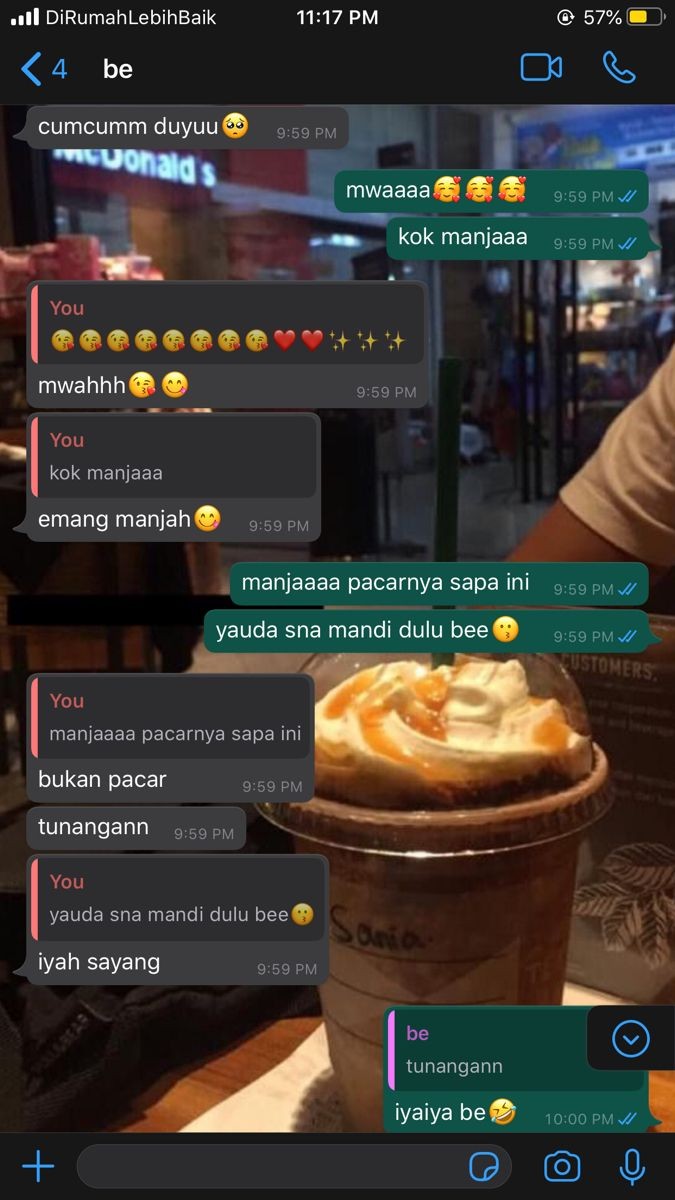 DiRumahLebihBaik 11:17 PM 57%
4 be
McDonald's
cumcumm duyuu🥺 9:59 PM
mwaaaa🥰🥰🥰 9:59 PM
kok manjaaa 9:59 PM
You
😘😘😘😘😘😘😘😘❤️❤️✨✨✨
mwahhh😘😋 9:59 PM
You
kok manjaaa
emang manjah😋 9:59 PM
manjaaaa pacarnya sapa ini 9:59 PM
yauda sna mandi dulu bee😗 9:59 PM
CUSTOMERS.
You
manjaaaa pacarnya sapa ini
bukan pacar 9:59 PM
tunangann 9:59 PM
You
yauda sna mandi dulu bee😗
Sania
iyah sayang 9:59 PM
be
tunangann
iyaiya be🤣 10:00 PM